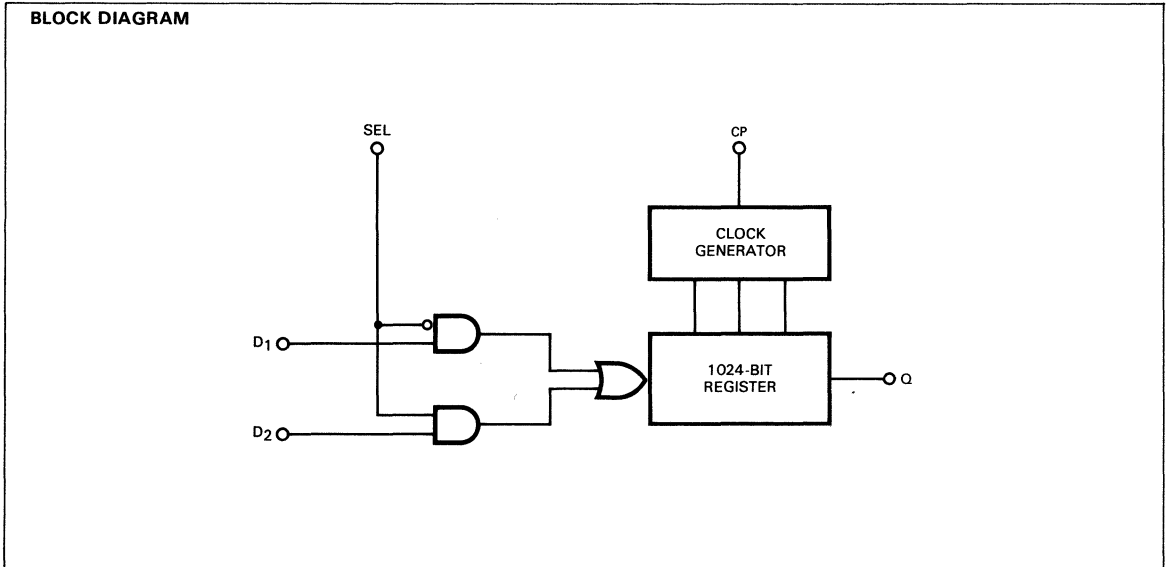 BLOCK DIAGRAM
SEL
CP
CLOCK
GENERATOR
D1
1024-BIT
REGISTER
Q
D2